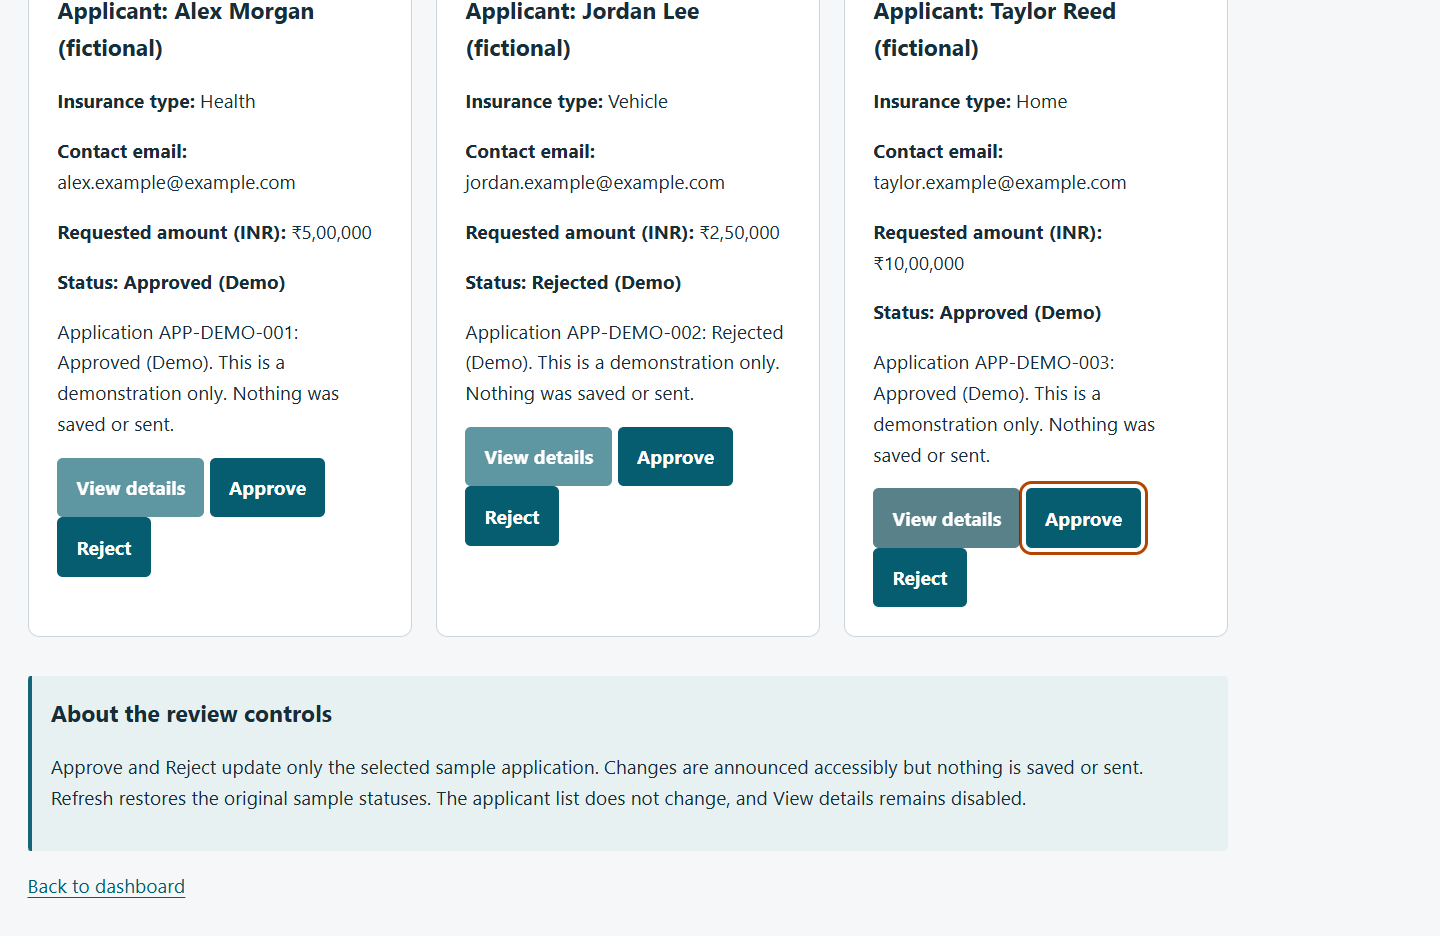 Applicant: Alex Morgan
(fictional)
Insurance type: Health
Contact email:
alex.example@example.com
Requested amount (INR): ₹5,00,000
Status: Approved (Demo)
Application APP-DEMO-001:
Approved (Demo). This is a
demonstration only. Nothing was
saved or sent.
View details
Approve
Reject
Applicant: Jordan Lee
(fictional)
Insurance type: Vehicle
Contact email:
jordan.example@example.com
Requested amount (INR): ₹2,50,000
Status: Rejected (Demo)
Application APP-DEMO-002: Rejected
(Demo). This is a demonstration only.
Nothing was saved or sent.
View details
Approve
Reject
Applicant: Taylor Reed
(fictional)
Insurance type: Home
Contact email:
taylor.example@example.com
Requested amount (INR):
₹10,00,000
Status: Approved (Demo)
Application APP-DEMO-003:
Approved (Demo). This is a
demonstration only. Nothing was
saved or sent.
View details
Approve
Reject
About the review controls
Approve and Reject update only the selected sample application. Changes are announced accessibly but nothing is saved or sent.
Refresh restores the original sample statuses. The applicant list does not change, and View details remains disabled.
Back to dashboard